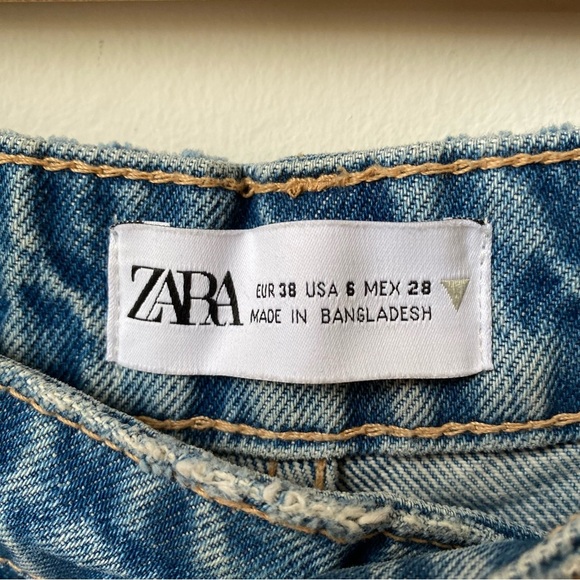 ZARA
EUR 38 USA 6 MEX 28
MADE IN BANGLADESH